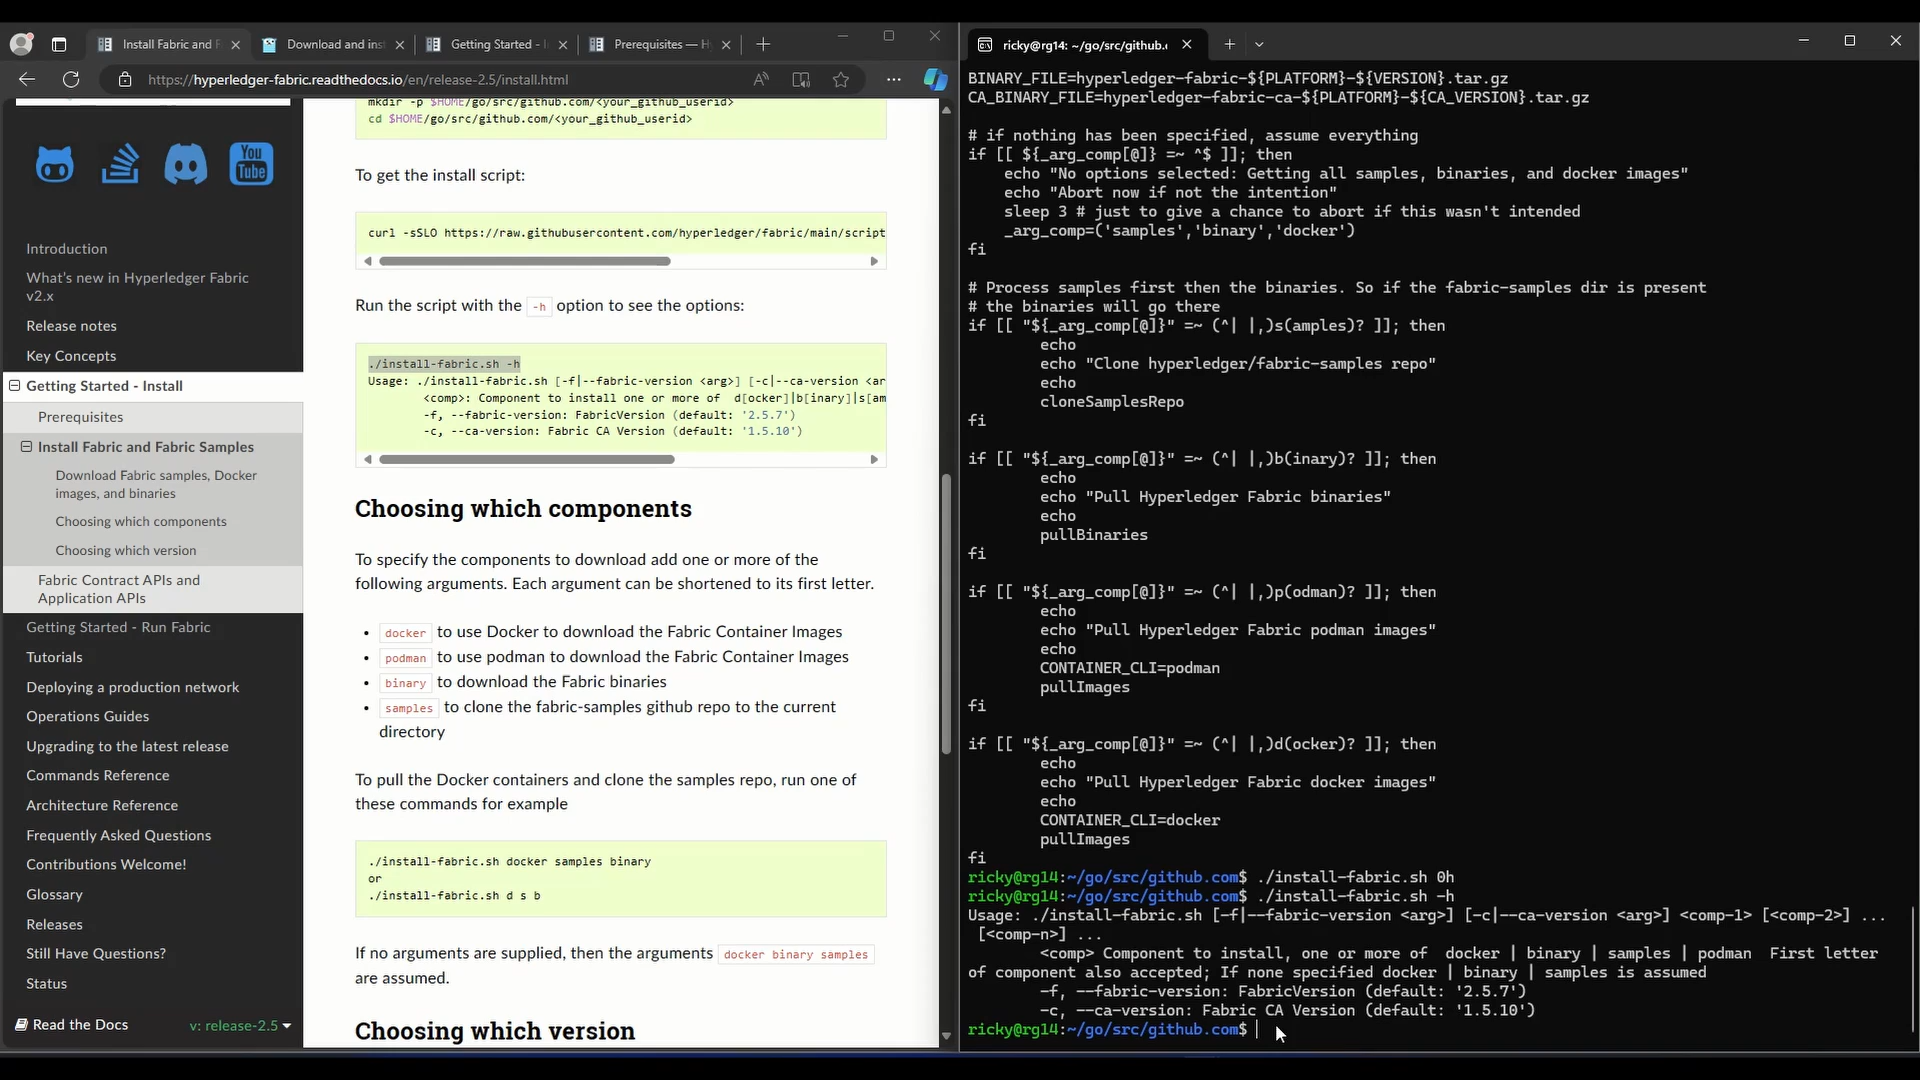 Install Fabric and F
Download and inst
Getting Started - I
Prerequisites — H
https://hyperledger-fabric.readthedocs.io/en/release-2.5/install.html
You
Tube
Introduction
What's new in Hyperledger Fabric
v2.x
Release notes
Key Concepts
Getting Started - Install
Prerequisites
Install Fabric and Fabric Samples
Download Fabric samples, Docker
images, and binaries
Choosing which components
Choosing which version
Fabric Contract APIs and
Application APIs
Getting Started - Run Fabric
Tutorials
Deploying a production network
Operations Guides
Upgrading to the latest release
Commands Reference
Architecture Reference
Frequently Asked Questions
Contributions Welcome!
Glossary
Releases
Still Have Questions?
Status
Read the Docs
v: release-2.5
mkdir -p $HOME/go/src/github.com/<your_github_userid>
cd $HOME/go/src/github.com/<your_github_userid>
To get the install script:
curl -sSLO https://raw.githubusercontent.com/hyperledger/fabric/main/script
Run the script with the -h option to see the options:
./install-fabric.sh -h
Usage: ./install-fabric.sh [-f|--fabric-version <arg>] [-c|--ca-version <ar
<comp>: Component to install one or more of  d[ocker]|b[inary]|s[am
-f, --fabric-version: FabricVersion (default: '2.5.7')
-c, --ca-version: Fabric CA Version (default: '1.5.10')
Choosing which components
To specify the components to download add one or more of the
following arguments. Each argument can be shortened to its first letter.
• docker to use Docker to download the Fabric Container Images
• podman to use podman to download the Fabric Container Images
• binary to download the Fabric binaries
• samples to clone the fabric-samples github repo to the current
directory
To pull the Docker containers and clone the samples repo, run one of
these commands for example
./install-fabric.sh docker samples binary
or
./install-fabric.sh d s b
If no arguments are supplied, then the arguments docker binary samples
are assumed.
Choosing which version
ricky@rg14: ~/go/src/github.c
BINARY_FILE=hyperledger-fabric-${PLATFORM}-${VERSION}.tar.gz
CA_BINARY_FILE=hyperledger-fabric-ca-${PLATFORM}-${CA_VERSION}.tar.gz
# if nothing has been specified, assume everything
if [[ ${_arg_comp[@]} =~ ^$ ]]; then
echo "No options selected: Getting all samples, binaries, and docker images"
echo "Abort now if not the intention"
sleep 3 # just to give a chance to abort if this wasn't intended
_arg_comp=('samples','binary','docker')
fi
# Process samples first then the binaries. So if the fabric-samples dir is present
# the binaries will go there
if [[ "${_arg_comp[@]}" =~ (^| |,)s(amples)? ]]; then
echo
echo "Clone hyperledger/fabric-samples repo"
echo
cloneSamplesRepo
fi
if [[ "${_arg_comp[@]}" =~ (^| |,)b(inary)? ]]; then
echo
echo "Pull Hyperledger Fabric binaries"
echo
pullBinaries
fi
if [[ "${_arg_comp[@]}" =~ (^| |,)p(odman)? ]]; then
echo
echo "Pull Hyperledger Fabric podman images"
echo
CONTAINER_CLI=podman
pullImages
fi
if [[ "${_arg_comp[@]}" =~ (^| |,)d(ocker)? ]]; then
echo
echo "Pull Hyperledger Fabric docker images"
echo
CONTAINER_CLI=docker
pullImages
fi
ricky@rg14:~/go/src/github.com$ ./install-fabric.sh 0h
ricky@rg14:~/go/src/github.com$ ./install-fabric.sh -h
Usage: ./install-fabric.sh [-f|--fabric-version <arg>] [-c|--ca-version <arg>] <comp-1> [<comp-2>] ...
[<comp-n>] ...
<comp> Component to install, one or more of  docker | binary | samples | podman  First letter
of component also accepted; If none specified docker | binary | samples is assumed
-f, --fabric-version: FabricVersion (default: '2.5.7')
-c, --ca-version: Fabric CA Version (default: '1.5.10')
ricky@rg14:~/go/src/github.com$